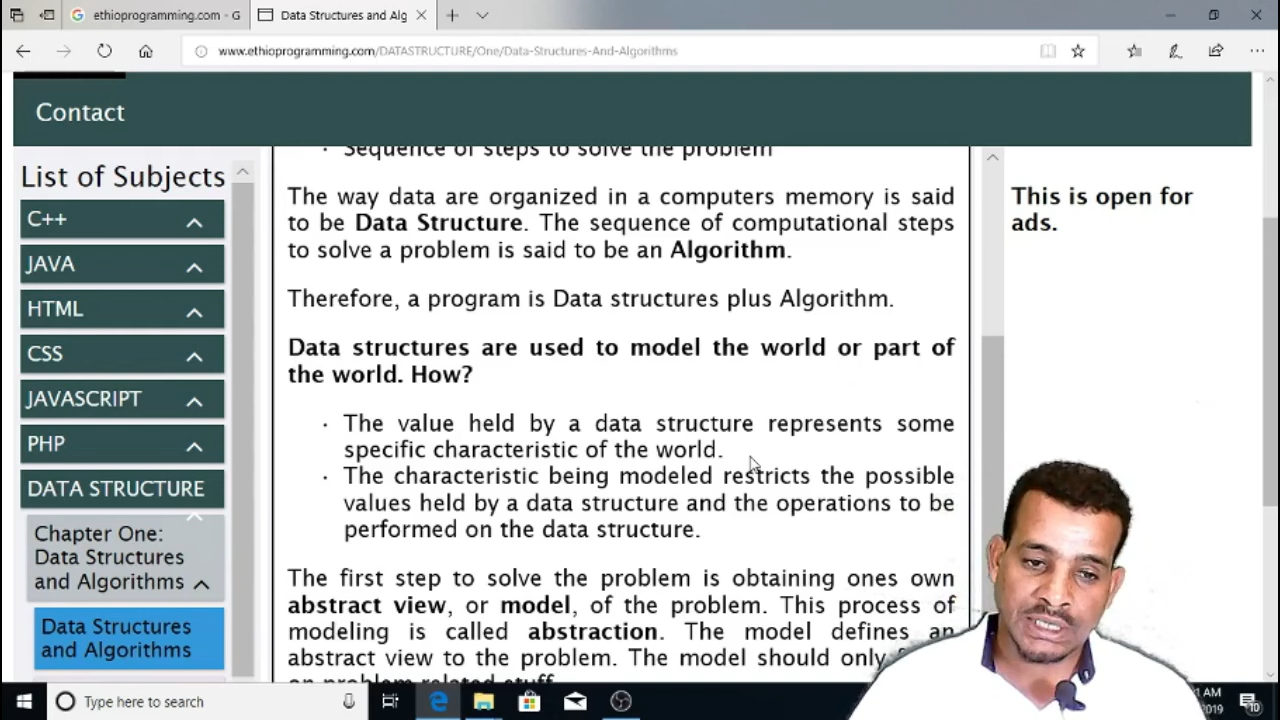 ethioprogramming.com - G
Data Structures and Alg
www.ethioprogramming.com/DATASTRUCTURE/One/Data-Structures-And-Algorithms
Contact
List of Subjects
C++
JAVA
HTML
CSS
JAVASCRIPT
PHP
DATA STRUCTURE
Chapter One:
Data Structures
and Algorithms
Data Structures
and Algorithms
· Sequence of steps to solve the problem
The way data are organized in a computers memory is said
to be Data Structure. The sequence of computational steps
to solve a problem is said to be an Algorithm.
Therefore, a program is Data structures plus Algorithm.
Data structures are used to model the world or part of
the world. How?
· The value held by a data structure represents some
specific characteristic of the world.
· The characteristic being modeled restricts the possible
values held by a data structure and the operations to be
performed on the data structure.
The first step to solve the problem is obtaining ones own
abstract view, or model, of the problem. This process of
modeling is called abstraction. The model defines an
abstract view to the problem. The model should only
on problem related stuff
This is open for
ads.
Type here to search
AM
2019
10